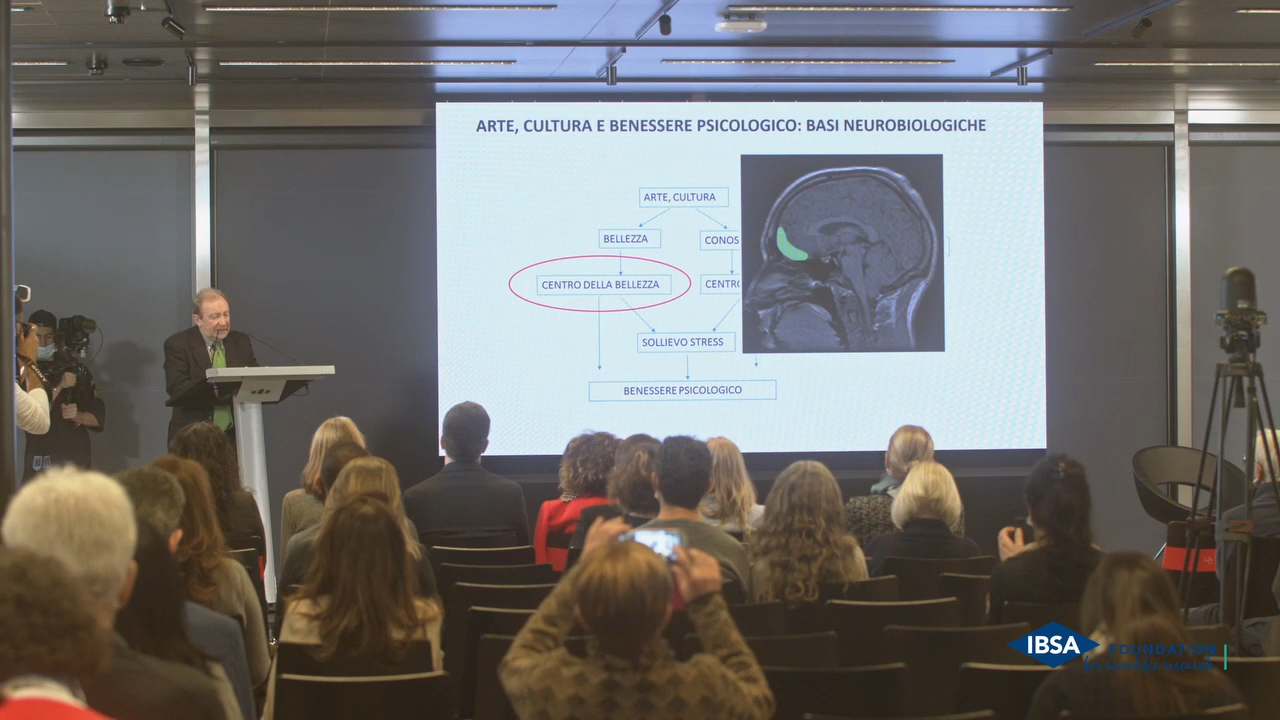 ARTE, CULTURA E BENESSERE PSICOLOGICO: BASI NEUROBIOLOGICHE
ARTE, CULTURA
BELLEZZA
CONOS
CENTRO DELLA BELLEZZA
CENTRO
SOLLIEVO STRESS
BENESSERE PSICOLOGICO
IBSA
FOUNDATION
for scientific research